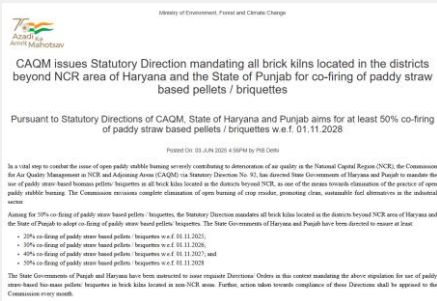 Ministry of Environment, Forest and Climate Change
Azadi Ka
Amrit Mahotsav
CAQM issues Statutory Direction mandating all brick kilns located in the districts
beyond NCR area of Haryana and the State of Punjab for co-firing of paddy straw
based pellets / briquettes
Pursuant to Statutory Directions of CAQM, State of Haryana and Punjab aims for at least 50% co-firing
of paddy straw based pellets / briquettes w.e.f. 01.11.2028
Posted On: 03 JUN 2025 4:56PM by PIB Delhi
In a vital step to combat the issue of open paddy stubble burning severely contributing to deterioration of air quality in the National Capital Region (NCR), the Commission
for Air Quality Management in NCR and Adjoining Areas (CAQM) via Statutory Direction No. 92, has directed State Governments of Haryana and Punjab to mandate the
use of paddy straw-based biomass pellets/ briquettes in all brick kilns located in the districts beyond NCR, as one of the means towards elimination of the practice of open
paddy stubble burning. The Commission envisions complete elimination of open burning of crop residue, promoting clean, sustainable fuel alternatives in the industrial
sector.
Aiming for 50% co-firing of paddy straw based pellets / briquettes, the Statutory Direction mandates all brick kilns located in the districts beyond NCR area of Haryana and
the State of Punjab to adopt co-firing of paddy straw based pellets/ briquettes. The State Governments of Haryana and Punjab have been directed to ensure at least:
• 20% co-firing of paddy straw based pellets / briquettes w.e.f. 01.11.2025;
• 30% co-firing of paddy straw based pellets / briquettes w.e.f. 01.11.2026;
• 40% co-firing of paddy straw based pellets / briquettes w.e.f. 01.11.2027; and
• 50% co-firing of paddy straw based pellets / briquettes w.e.f. 01.11.2028
The State Governments of Punjab and Haryana have been instructed to issue requisite Directions/ Orders in this context mandating the above stipulation for use of paddy
straw-based bio-mass pellets/ briquettes in brick kilns located in non-NCR areas. Further, action taken towards compliance of these Directions shall be apprised to the
Commission every month.